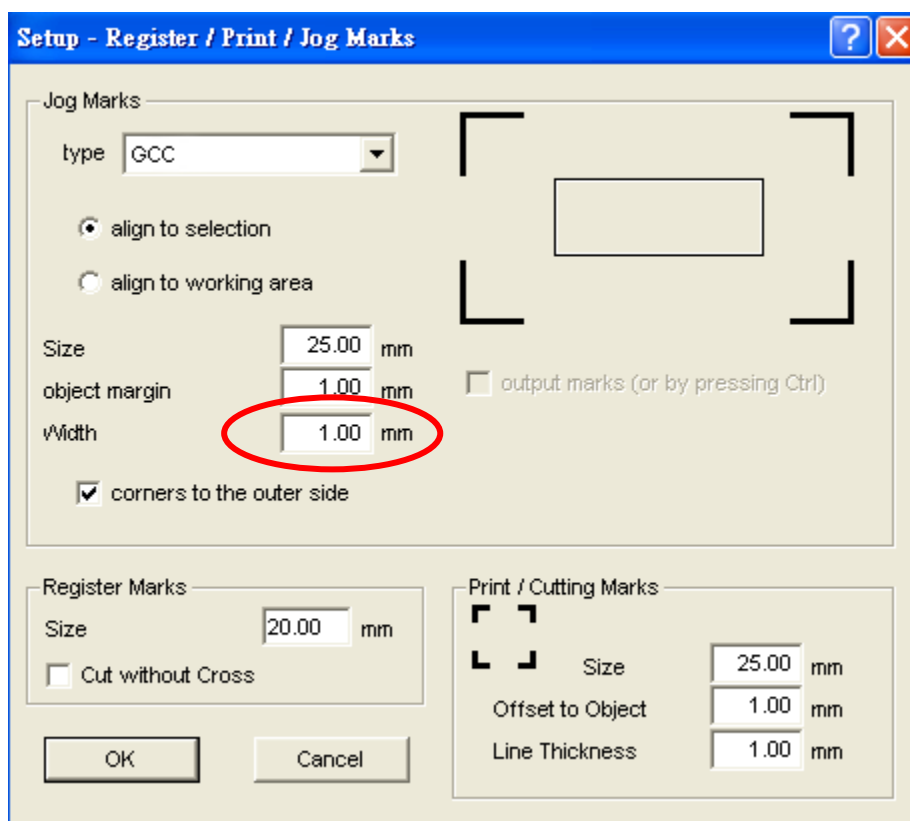 Setup - Register / Print / Jog Marks
Jog Marks
type GCC
align to selection
align to working area
Size 25.00 mm
object margin 1.00 mm
output marks (or by pressing Ctrl)
Width 1.00 mm
corners to the outer side
Register Marks
Size 20.00 mm
Cut without Cross
Print / Cutting Marks
Size 25.00 mm
Offset to Object 1.00 mm
Line Thickness 1.00 mm
OK
Cancel